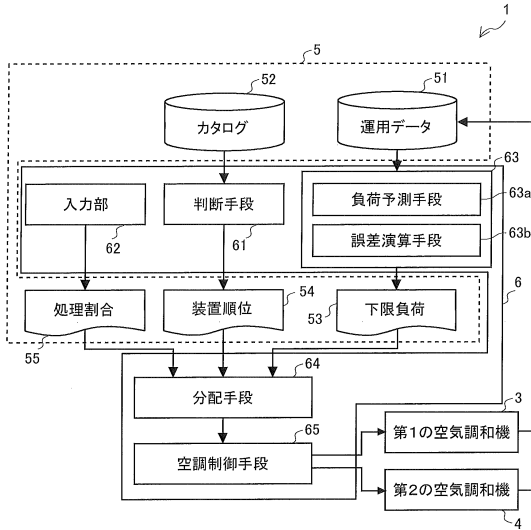 1
5
52
51
カタログ
運用データ
63
入力部
判断手段
負荷予測手段
63a
62
61
誤差演算手段
63b
処理割合
装置順位
54
下限負荷
53
6
55
64
分配手段
65
3
空調制御手段
第1の空気調和機
第2の空気調和機
4